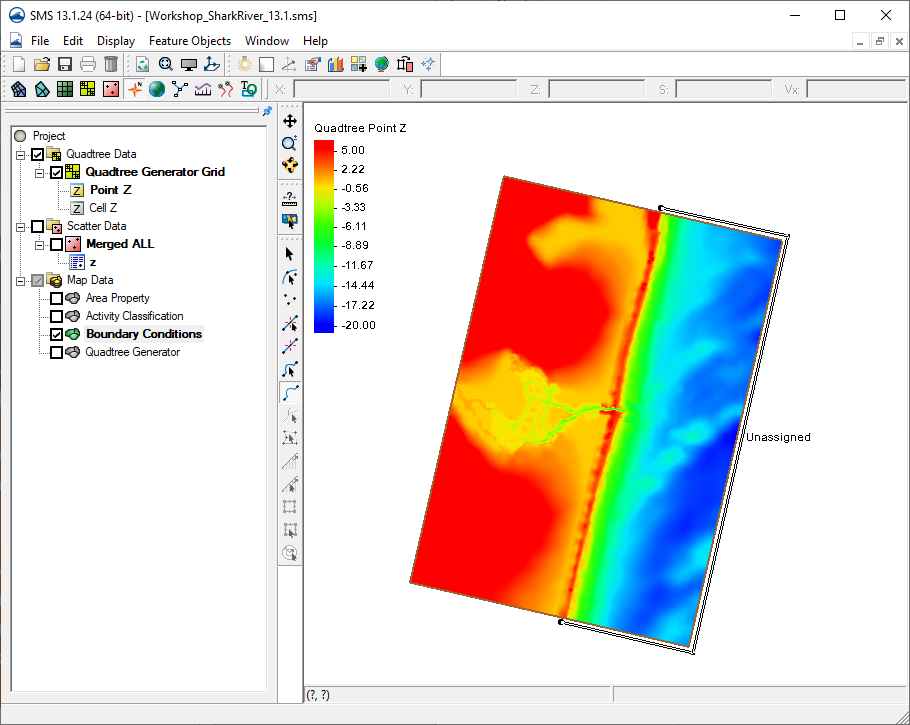 SMS 13.1.24 (64-bit) - [Workshop_SharkRiver_13.1.sms]
File Edit Display Feature Objects Window Help
X: Y: Z: S: Vx:
Project
Quadtree Data
Quadtree Generator Grid
Z Point Z
Z Cell Z
Scatter Data
Merged ALL
z
Map Data
Area Property
Activity Classification
Boundary Conditions
Quadtree Generator
Quadtree Point Z
5.00
2.22
-0.56
-3.33
-6.11
-8.89
-11.67
-14.44
-17.22
-20.00
Unassigned
(?, ?)